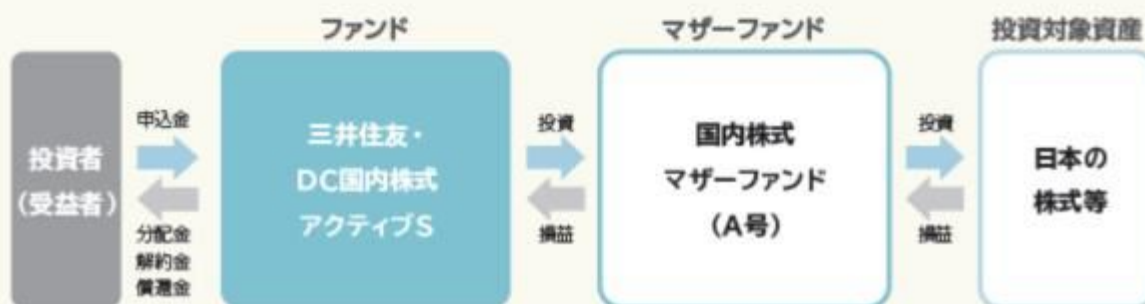 ファンド
マザーファンド
投資対象資産
投資者
(受益者)
申込金
分配金
解約金
償還金
三井住友・
DC国内株式
アクティブS
投資
損益
国内株式
マザーファンド
(A号)
投資
損益
日本の
株式等